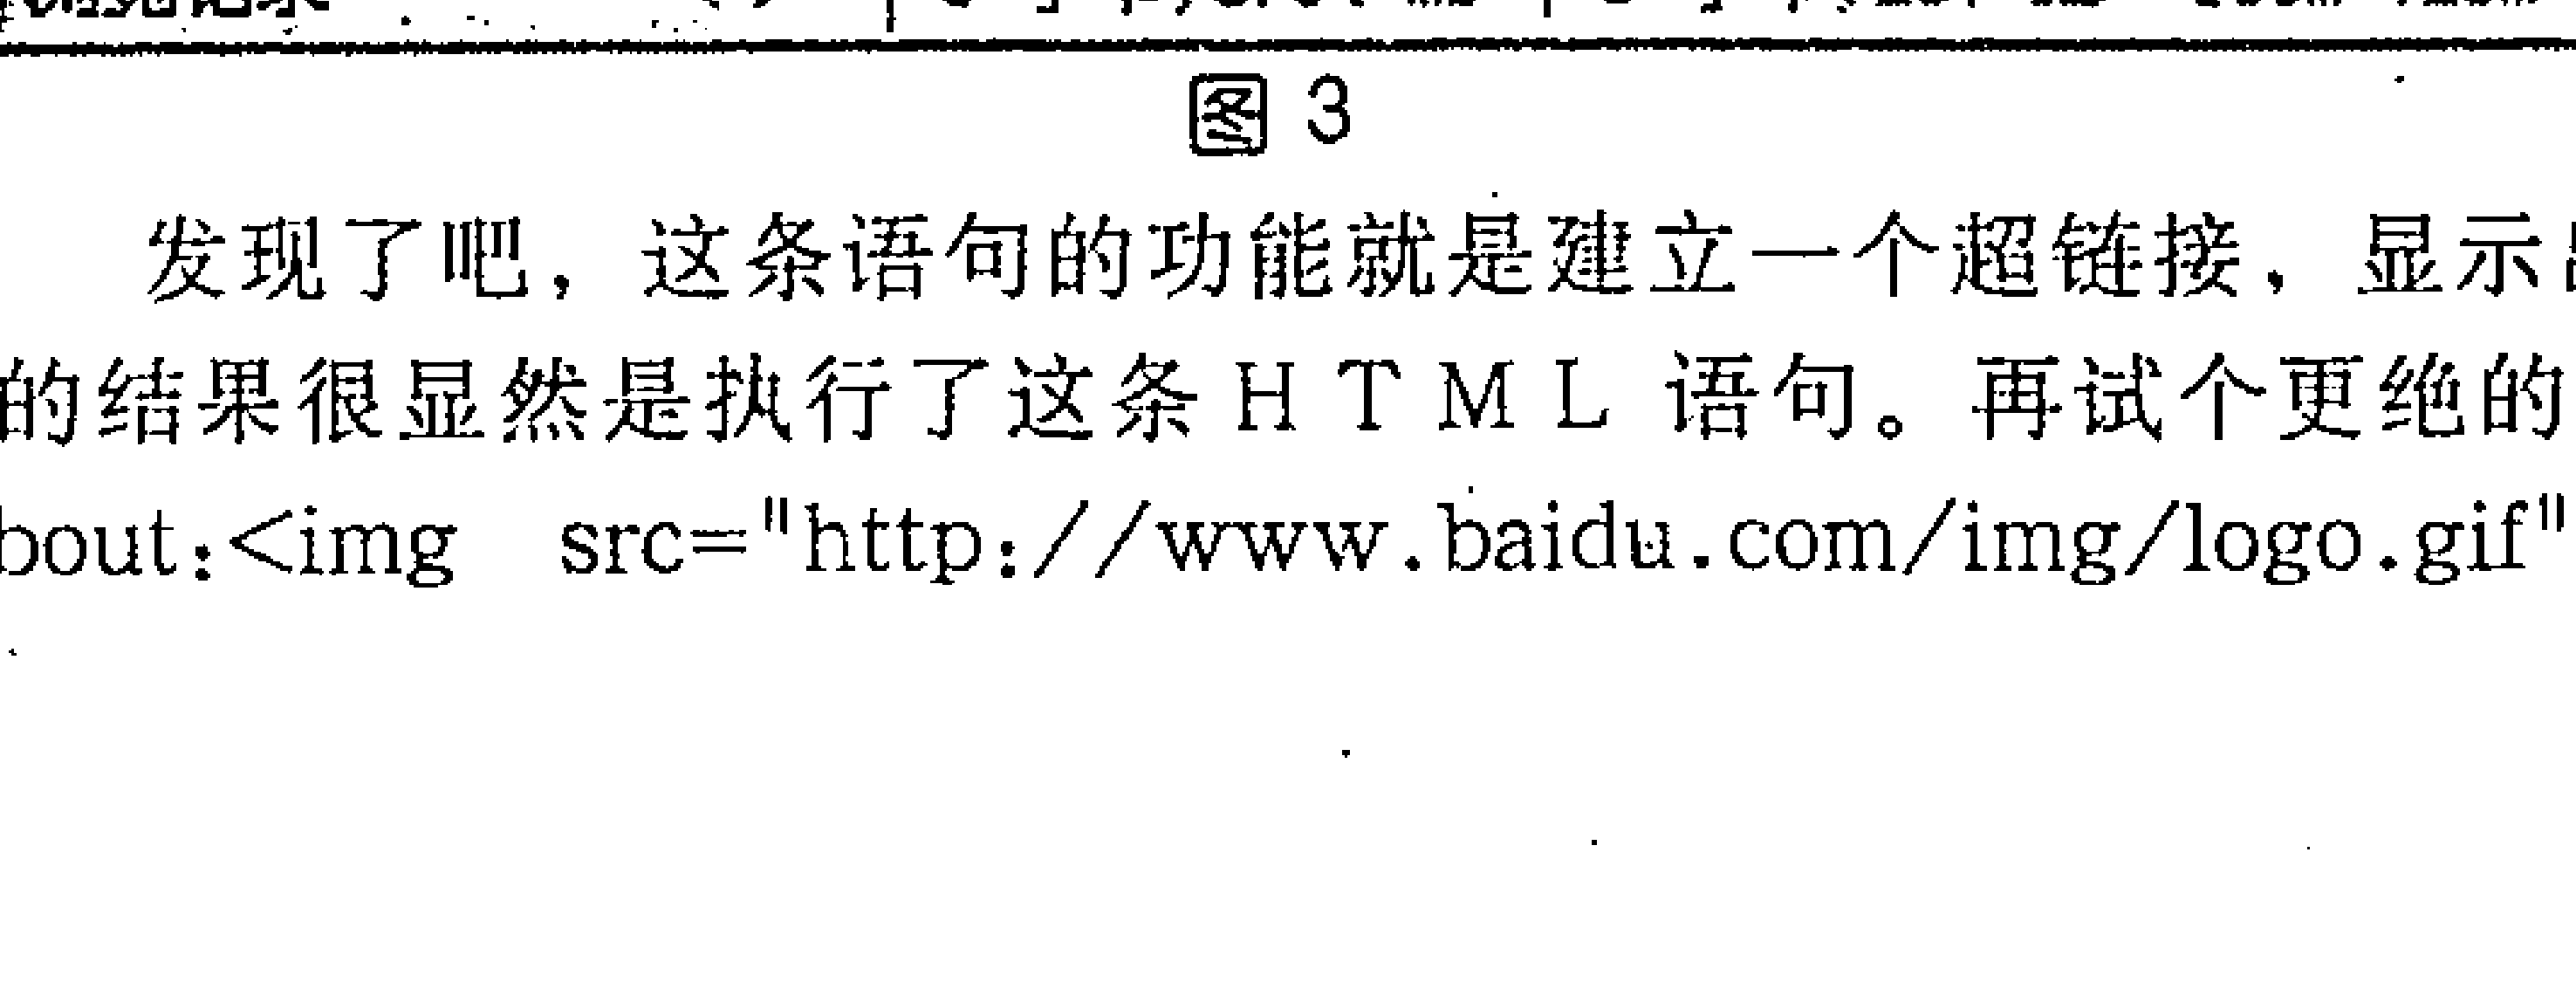 图 3
发现了吧，这条语句的功能就是建立一个超链接，显示
的结果很显然是执行了这条 H T M L 语句。再试个更绝的
bout:<img src="http://www.baidu.com/img/logo.gif"